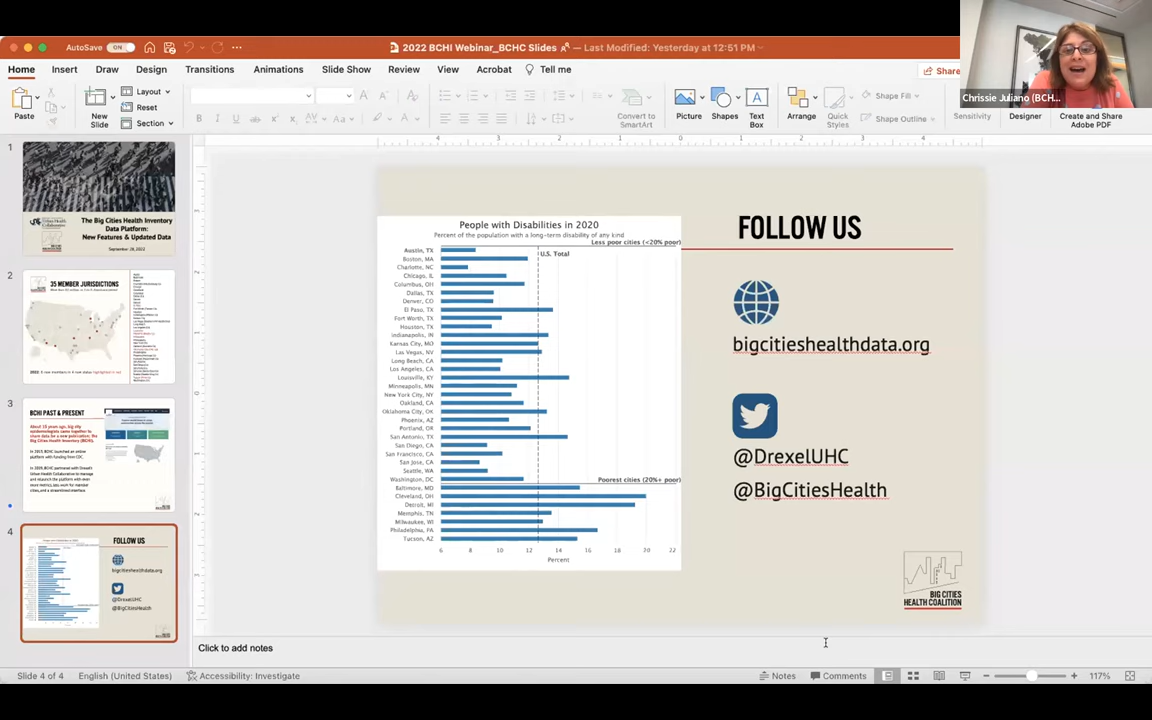 AutoSave ON
2022 BCHI Webinar_BCHC Slides — Last Modified: Yesterday at 12:51 PM
Home Insert Draw Design Transitions Animations Slide Show Review View Acrobat Tell me
Share
Chrissie Juliano (BCH...
Paste
New Slide
Layout
Reset
Section
Convert to SmartArt
Picture
Shapes
Text Box
Arrange
Quick Styles
Shape Fill
Shape Outline
Sensitivity
Designer
Create and Share Adobe PDF
1
The Big Cities Health Inventory
Data Platform:
New Features & Updated Data
September 28, 2022
2
35 MEMBER JURISDICTIONS
3
BCHI PAST & PRESENT
4
FOLLOW US
bigcitieshealthdata.org
@DrexelUHC
@BigCitiesHealth
People with Disabilities in 2020
Percent of the population with a long-term disability of any kind
Less poor cities (<20% poor)
U.S. Total
Austin, TX
Boston, MA
Charlotte, NC
Chicago, IL
Columbus, OH
Dallas, TX
Denver, CO
El Paso, TX
Fort Worth, TX
Houston, TX
Indianapolis, IN
Kansas City, MO
Las Vegas, NV
Long Beach, CA
Los Angeles, CA
Louisville, KY
Minneapolis, MN
New York City, NY
Oakland, CA
Oklahoma City, OK
Phoenix, AZ
Portland, OR
San Antonio, TX
San Diego, CA
San Francisco, CA
San Jose, CA
Seattle, WA
Washington, DC
Poorest cities (20%+ poor)
Baltimore, MD
Cleveland, OH
Detroit, MI
Memphis, TN
Milwaukee, WI
Philadelphia, PA
Tucson, AZ
6 8 10 12 14 16 18 20 22
Percent
FOLLOW US
bigcitieshealthdata.org
@DrexelUHC
@BigCitiesHealth
BIG CITIES
HEALTH COALITION
Click to add notes
Slide 4 of 4 English (United States) Accessibility: Investigate Notes Comments 117%